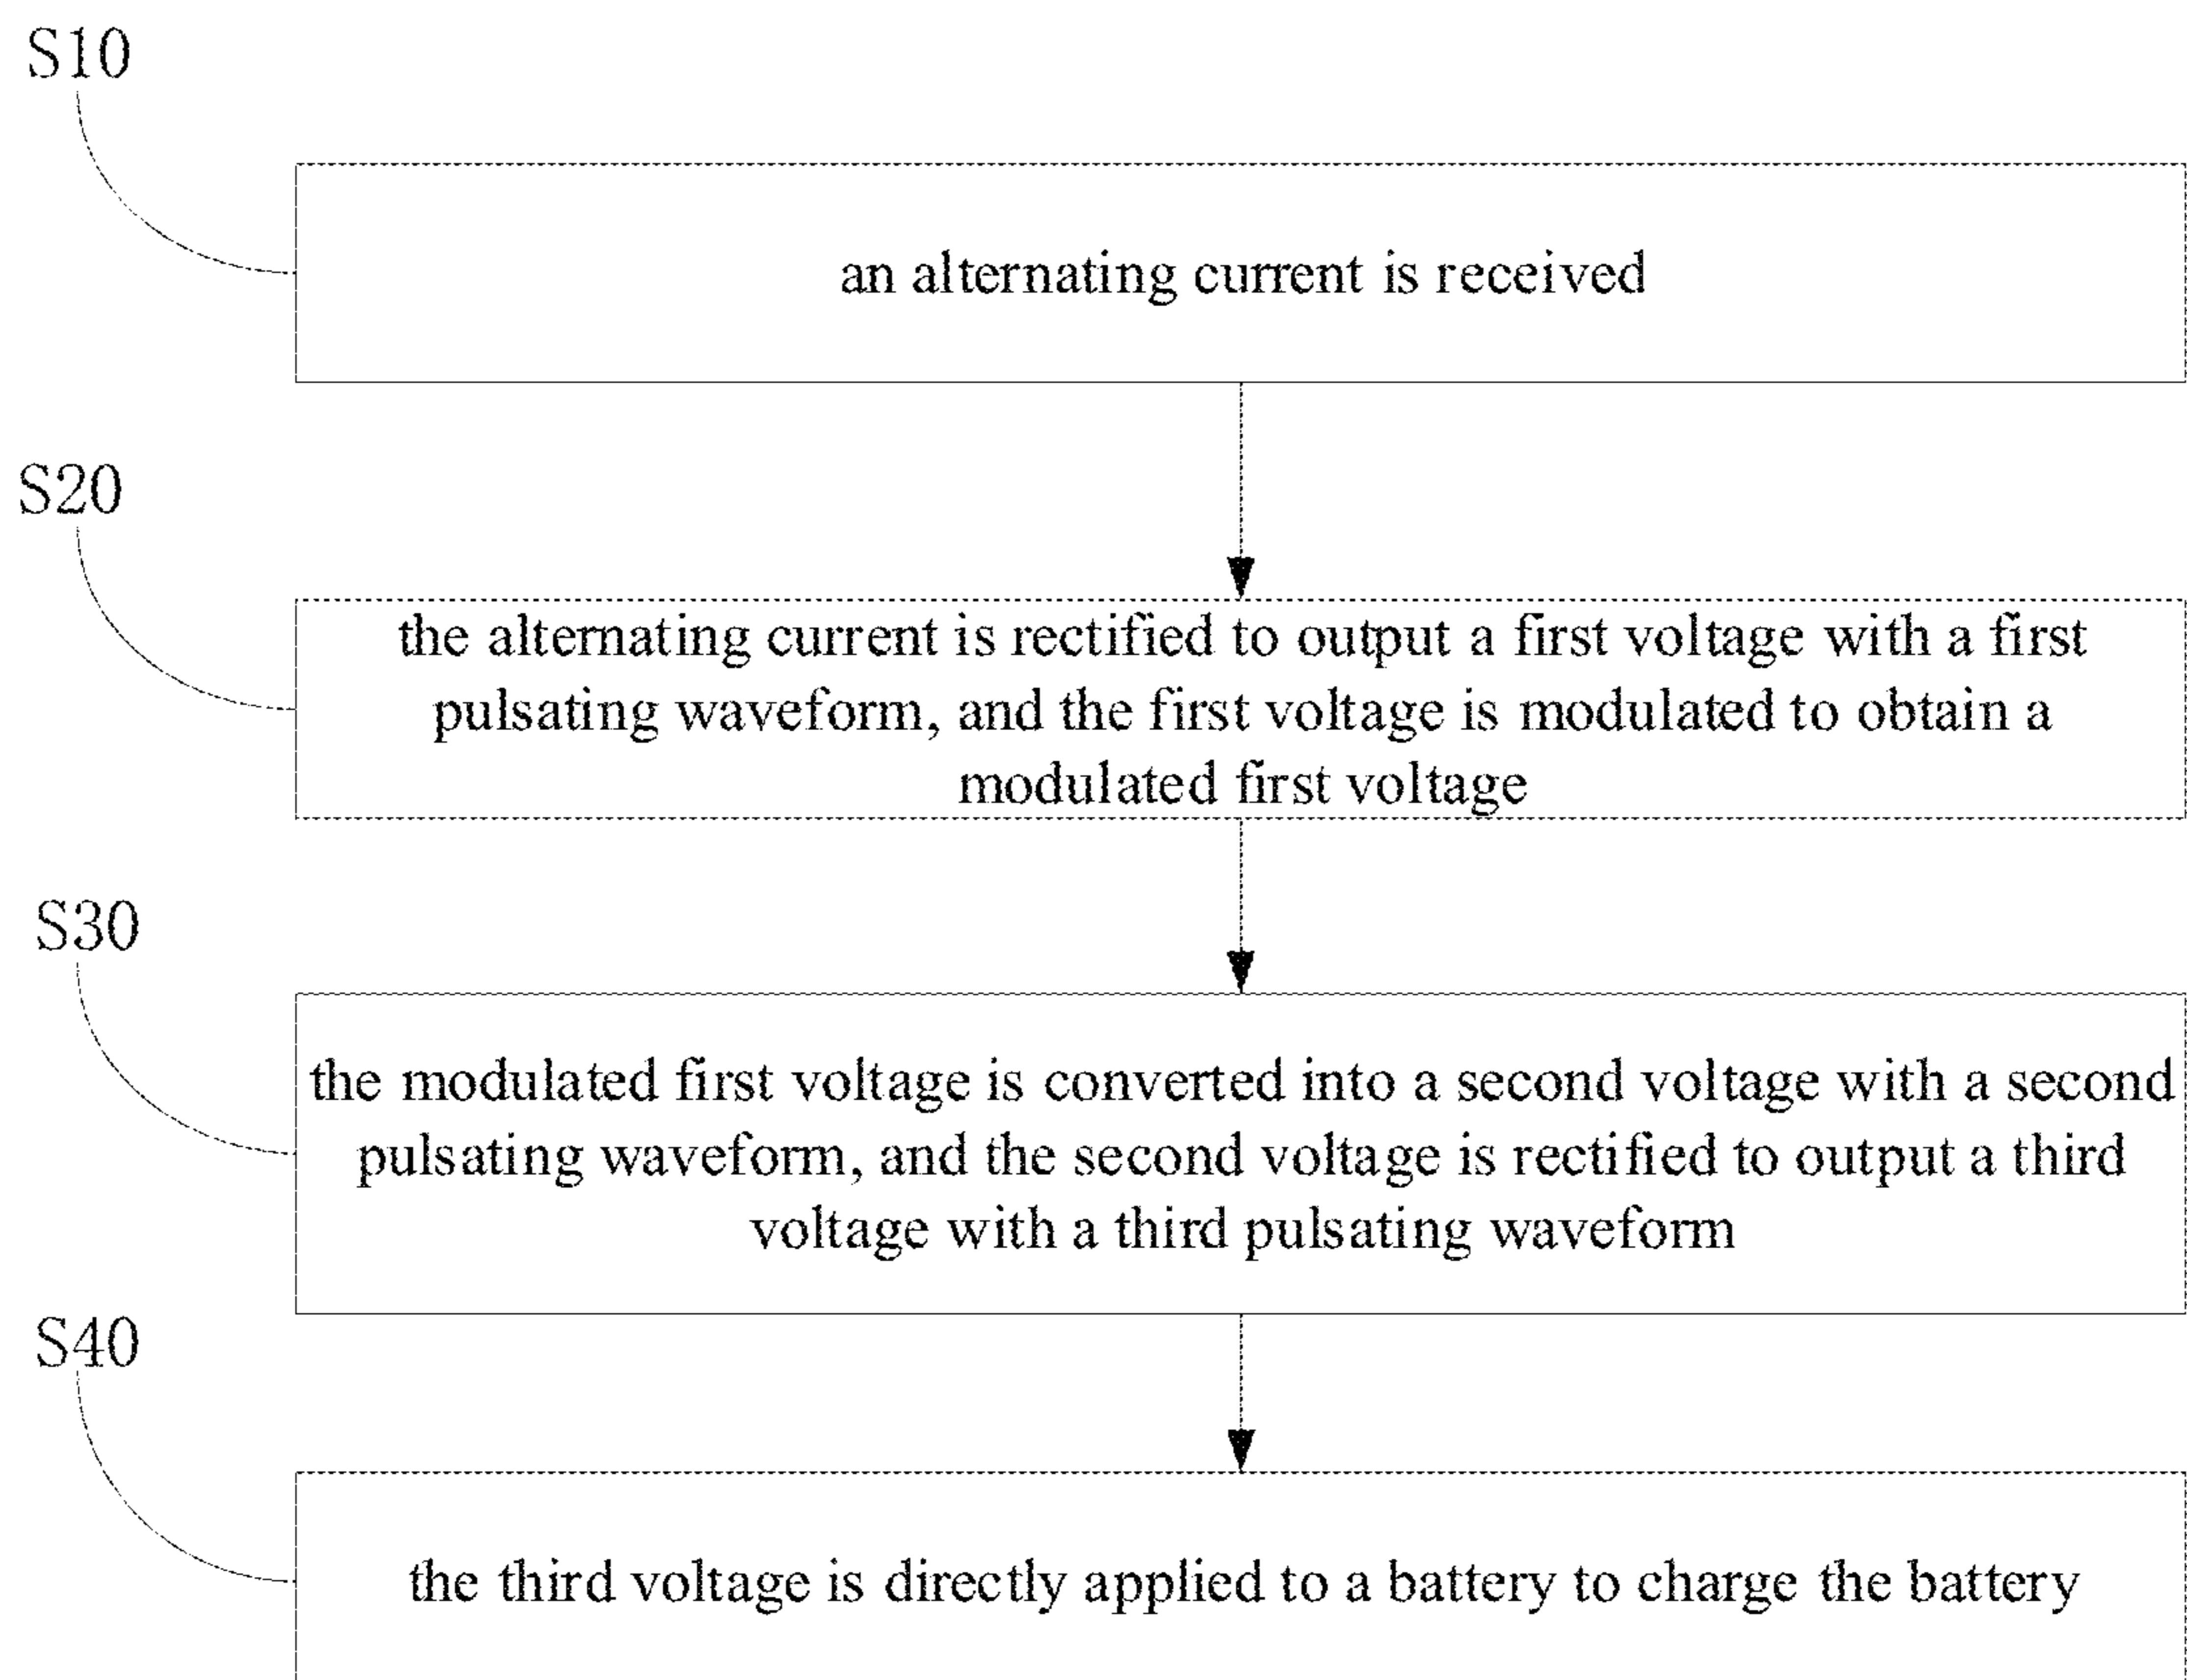 S10
an alternating current is received
S20
the alternating current is rectified to output a first voltage with a first
pulsating waveform, and the first voltage is modulated to obtain a
modulated first voltage
S30
the modulated first voltage is converted into a second voltage with a second
pulsating waveform, and the second voltage is rectified to output a third
voltage with a third pulsating waveform
S40
the third voltage is directly applied to a battery to charge the battery